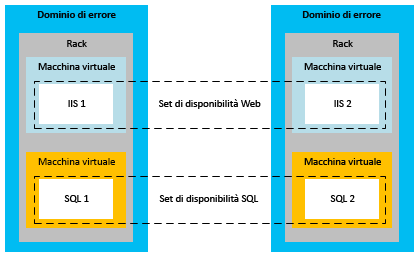 Dominio di errore
Dominio di errore
Rack
Rack
Macchina virtuale
Macchina virtuale
IIS 1
Set di disponibilità Web
IIS 2
Macchina virtuale
Macchina virtuale
SQL 1
Set di disponibilità SQL
SQL 2